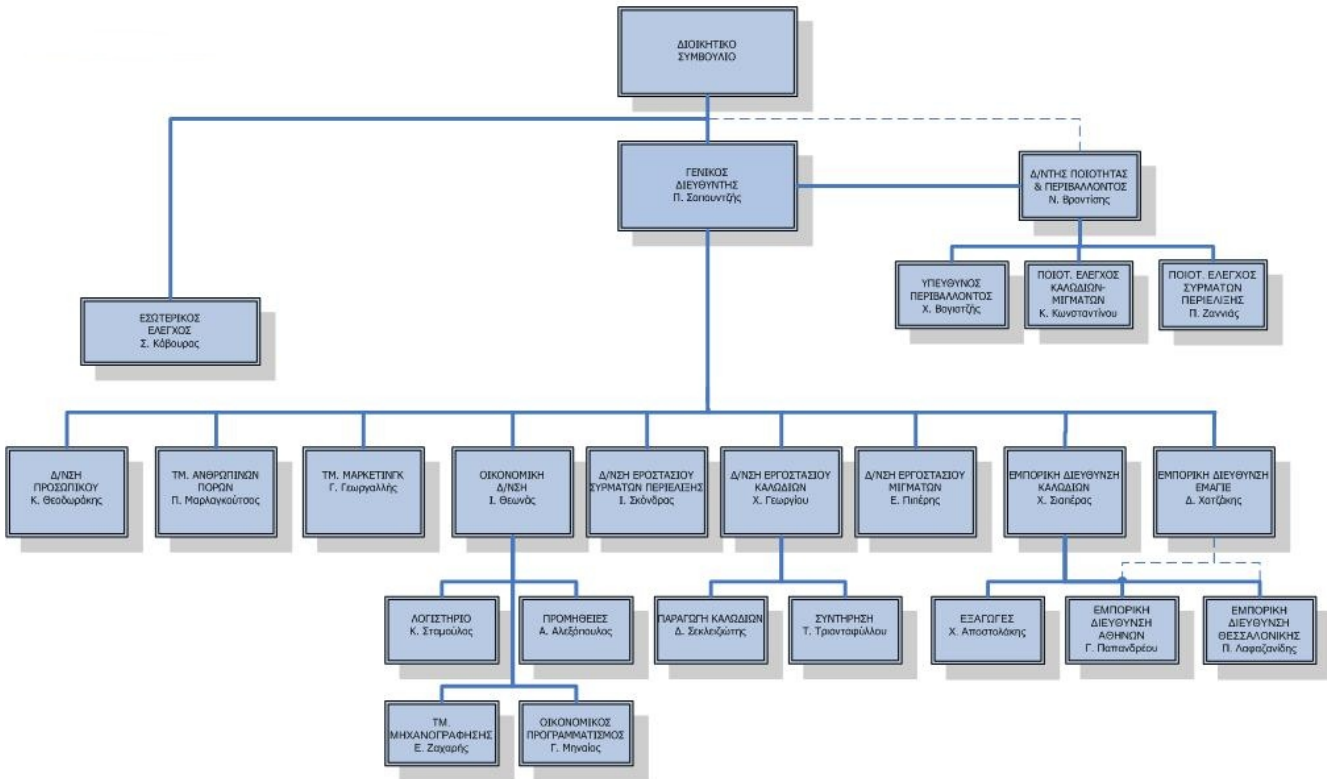 ΔΙΟΙΚΗΤΙΚΟ
ΣΥΜΒΟΥΛΙΟ
ΓΕΝΙΚΟΣ
ΔΙΕΥΘΥΝΤΗΣ
Π. Σαπουντζής
Δ/ΝΤΗΣ ΠΟΙΟΤΗΤΑΣ
& ΠΕΡΙΒΑΛΛΟΝΤΟΣ
Ν. Βραντίσης
ΥΠΕΥΘΥΝΟΣ
ΠΕΡΙΒΑΛΛΟΝΤΟΣ
Χ. Βογιατζής
ΠΟΙΟΤ. ΕΛΕΓΧΟΣ
ΚΑΛΩΔΙΩΝ-
ΜΙΓΜΑΤΩΝ
Κ. Κωνσταντίνου
ΠΟΙΟΤ. ΕΛΕΓΧΟΣ
ΣΥΡΜΑΤΩΝ
ΠΕΡΙΕΛΙΞΗΣ
Π. Ζαννιάς
ΕΣΩΤΕΡΙΚΟΣ
ΕΛΕΓΧΟΣ
Σ. Κάβουρας
Δ/ΝΣΗ
ΠΡΟΣΩΠΙΚΟΥ
Κ. Θεοδωράκης
ΤΜ. ΑΝΘΡΩΠΙΝΩΝ
ΠΟΡΩΝ
Π. Μαρλαγκούτσος
ΤΜ. ΜΑΡΚΕΤΙΝΓΚ
Γ. Γεωργαλλής
ΟΙΚΟΝΟΜΙΚΗ
Δ/ΝΣΗ
Ι. Θεωνάς
Δ/ΝΣΗ ΕΡΟΣΤΑΣΙΟΥ
ΣΥΡΜΑΤΩΝ ΠΕΡΙΕΛΙΞΗΣ
Ι. Σκόνδρας
Δ/ΝΣΗ ΕΡΓΟΣΤΑΣΙΟΥ
ΚΑΛΩΔΙΩΝ
Χ. Γεωργίου
Δ/ΝΣΗ ΕΡΓΟΣΤΑΣΙΟΥ
ΜΙΓΜΑΤΩΝ
Ε. Πιπέρης
ΕΜΠΟΡΙΚΗ ΔΙΕΥΘΥΝΣΗ
ΚΑΛΩΔΙΩΝ
Χ. Σιαπέρας
ΕΜΠΟΡΙΚΗ ΔΙΕΥΘΥΝΣΗ
ΕΜΑΓΙΕ
Δ. Χατζάκης
ΛΟΓΙΣΤΗΡΙΟ
Κ. Σταμούλος
ΠΡΟΜΗΘΕΙΕΣ
Α. Αλεξόπουλος
ΠΑΡΑΓΩΓΗ ΚΑΛΩΔΙΩΝ
Δ. Σεκλειζιώτης
ΣΥΝΤΗΡΗΣΗ
Τ. Τριανταφύλλου
ΕΞΑΓΩΓΕΣ
Χ. Αποστολάκης
ΕΜΠΟΡΙΚΗ
ΔΙΕΥΘΥΝΣΗ
ΑΘΗΝΩΝ
Γ. Παπανδρέου
ΕΜΠΟΡΙΚΗ
ΔΙΕΥΘΥΝΣΗ
ΘΕΣΣΑΛΟΝΙΚΗΣ
Π. Λαφαζανίδης
ΤΜ.
ΜΗΧΑΝΟΓΡΑΦΗΣΗΣ
Ε. Ζαχαρής
ΟΙΚΟΝΟΜΙΚΟΣ
ΠΡΟΓΡΑΜΜΑΤΙΣΜΟΣ
Γ. Μηναίος